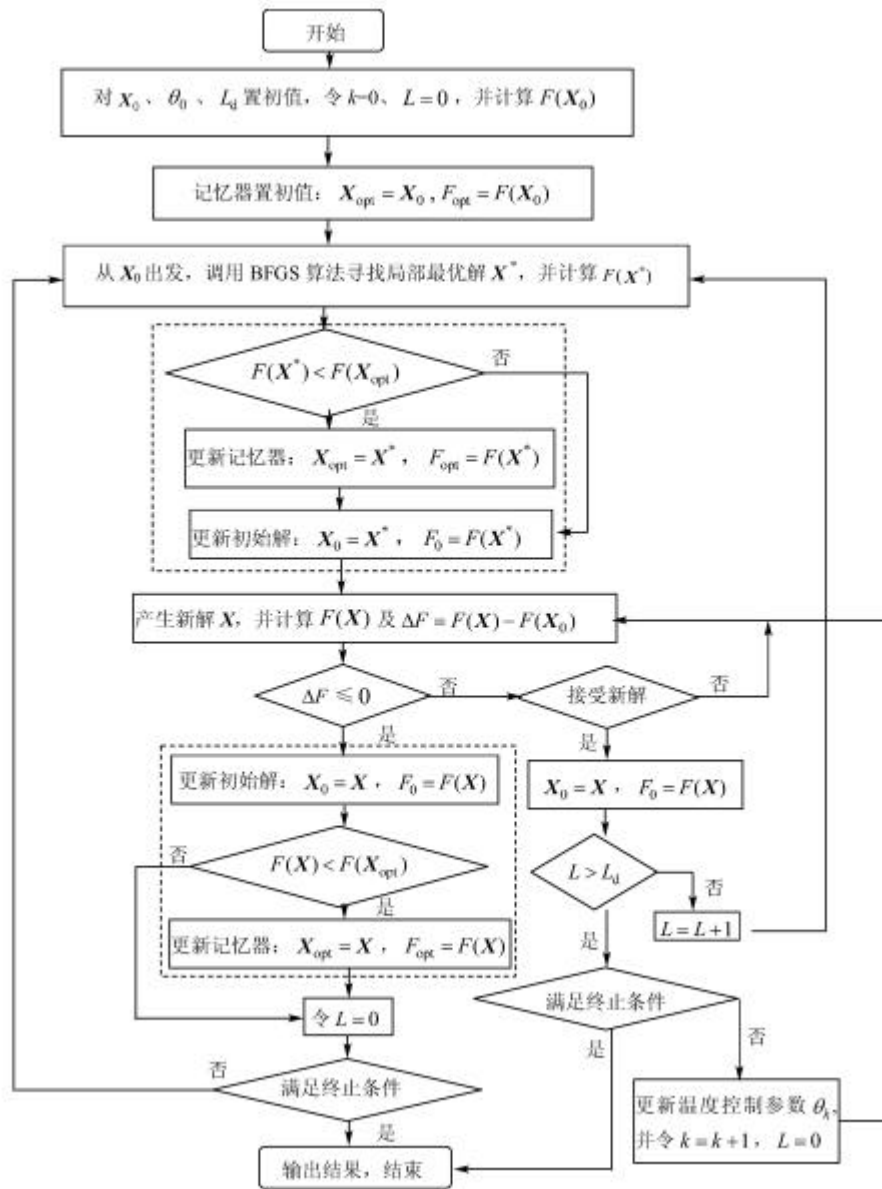 开始
对 X₀、θ₀、L_d 置初值，令 k=0、L=0，并计算 F(X₀)
记忆器置初值：X_opt = X₀, F_opt = F(X₀)
从 X₀ 出发，调用 BFGS 算法寻找局部最优解 X*，并计算 F(X*)
F(X*) < F(X_opt)
否
是
更新记忆器：X_opt = X*， F_opt = F(X*)
更新初始解：X₀ = X*， F₀ = F(X*)
产生新解 X，并计算 F(X) 及 ΔF = F(X) − F(X₀)
ΔF ≤ 0
否
接受新解
否
是
是
更新初始解：X₀ = X， F₀ = F(X)
X₀ = X， F₀ = F(X)
否
F(X) < F(X_opt)
L > L_d
否
是
L = L+1
更新记忆器：X_opt = X， F_opt = F(X)
是
令 L = 0
满足终止条件
否
是
否
满足终止条件
更新温度控制参数 θ_k,
并令 k = k+1， L = 0
是
输出结果，结束